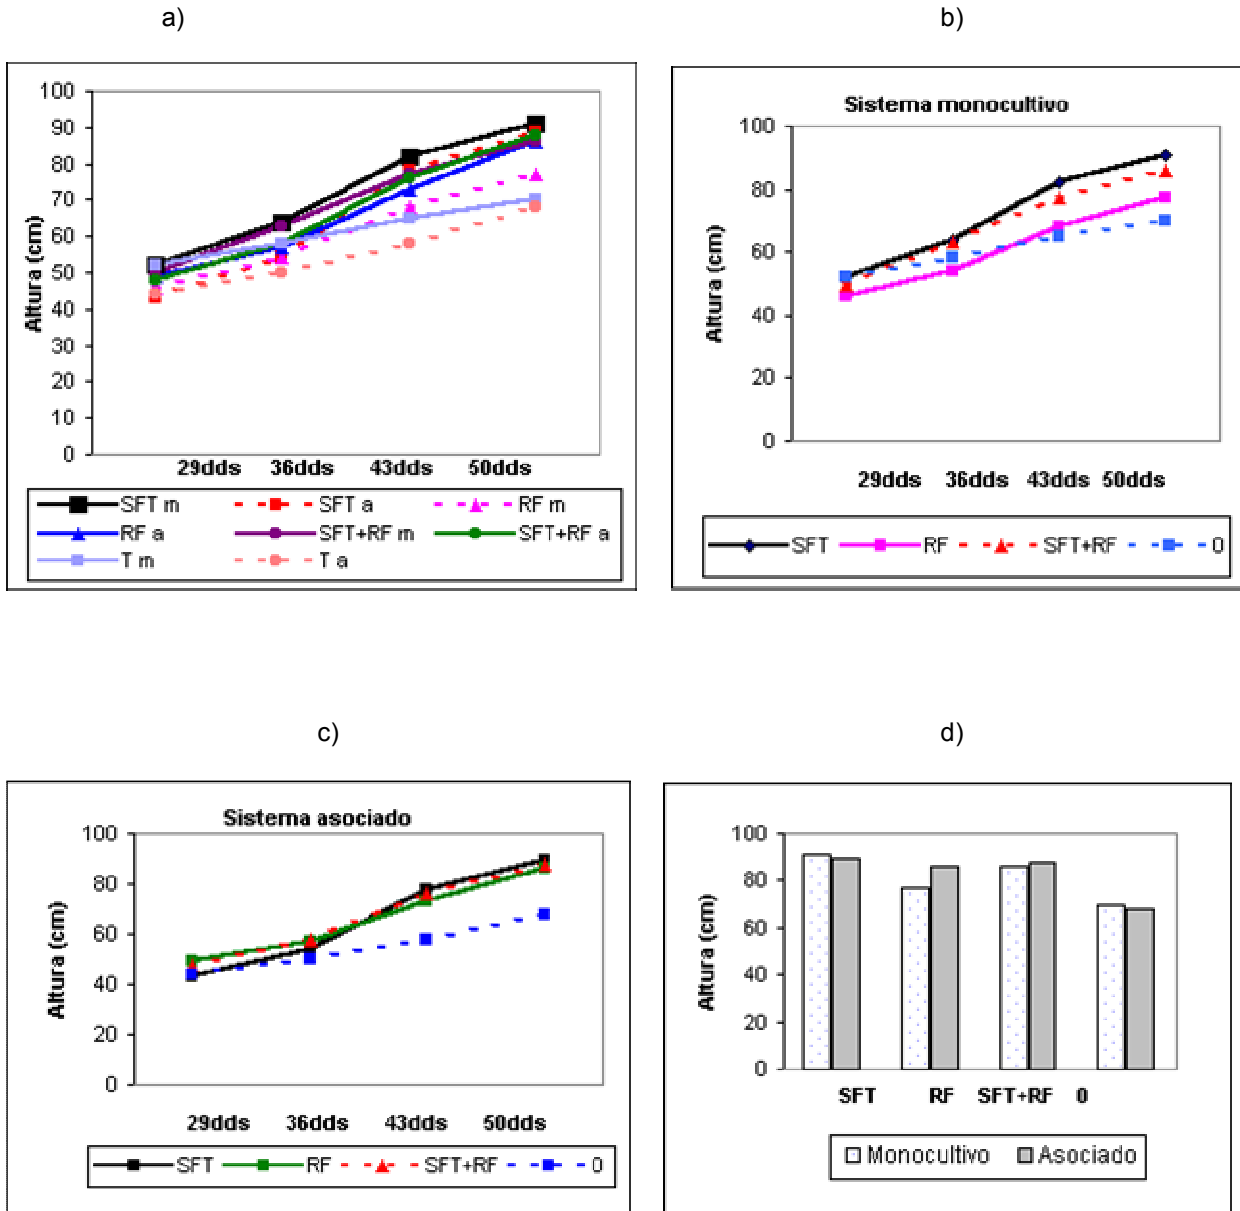 a)
100
90
80
70
60
50
40
30
20
10
0
Altura (cm)
29dds 36dds 43dds 50dds
SFT m SFT a RF m
RF a SFT+RF m SFT+RF a
T m T a
b)
Sistema monocultivo
100
80
60
40
20
0
Altura (cm)
29dds 36dds 43dds 50dds
SFT RF SFT+RF 0
c)
Sistema asociado
100
80
60
40
20
0
Altura (cm)
29dds 36dds 43dds 50dds
SFT RF SFT+RF 0
d)
100
80
60
40
20
0
Altura (cm)
SFT RF SFT+RF 0
Monocultivo Asociado